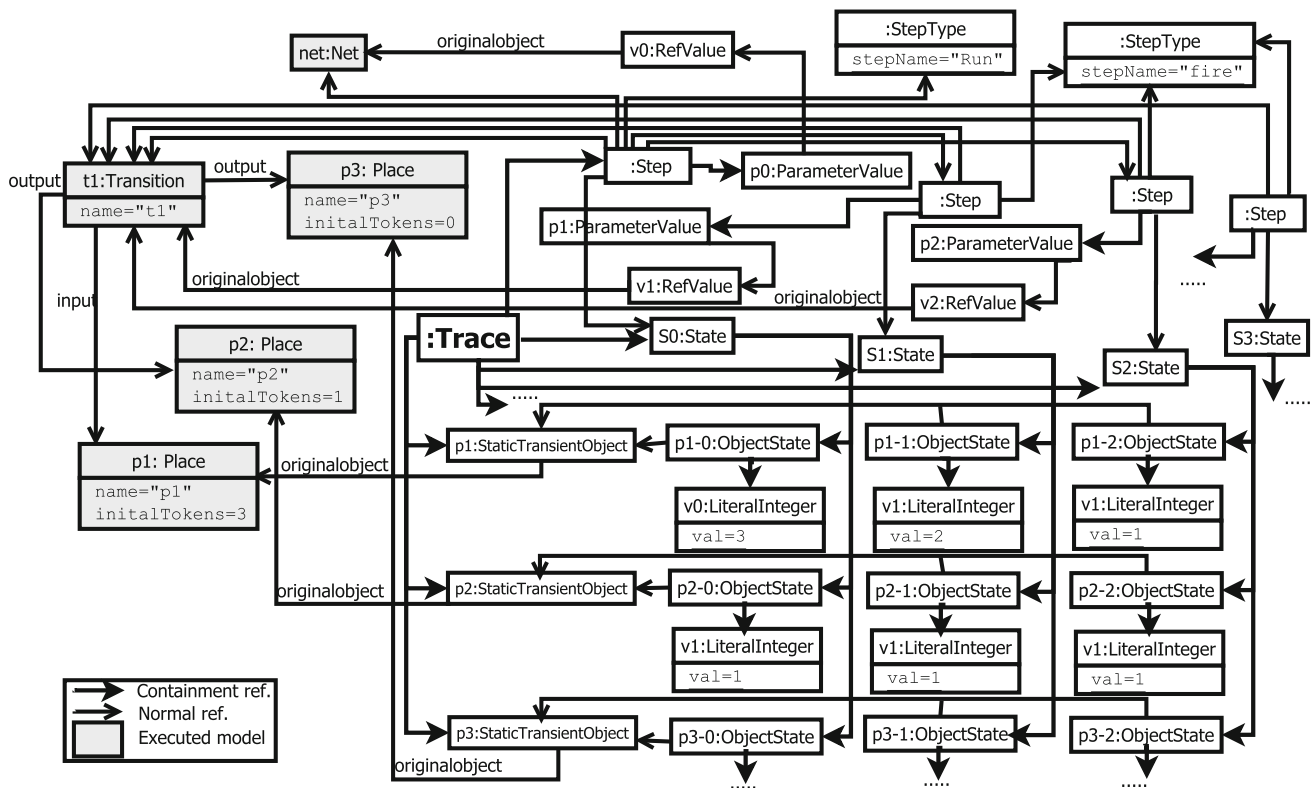 :StepType
stepName="Run"
:StepType
stepName="fire"
net:Net
originalobject
v0:RefValue
t1:Transition
name="t1"
output
output
p3: Place
name="p3"
initalTokens=0
:Step
p0:ParameterValue
:Step
:Step
:Step
p1:ParameterValue
p2:ParameterValue
originalobject
v1:RefValue
originalobject
v2:RefValue
.....
input
:Trace
S0:State
S1:State
S2:State
S3:State
.....
.....
p2: Place
name="p2"
initalTokens=1
p1: Place
name="p1"
initalTokens=3
originalobject
p1:StaticTransientObject
p1-0:ObjectState
p1-1:ObjectState
p1-2:ObjectState
v0:LiteralInteger
val=3
v1:LiteralInteger
val=2
v1:LiteralInteger
val=1
originalobject
p2:StaticTransientObject
p2-0:ObjectState
p2-1:ObjectState
p2-2:ObjectState
v1:LiteralInteger
val=1
v1:LiteralInteger
val=1
v1:LiteralInteger
val=1
originalobject
p3:StaticTransientObject
p3-0:ObjectState
p3-1:ObjectState
p3-2:ObjectState
.....
.....
.....
Containment ref.
Normal ref.
Executed model